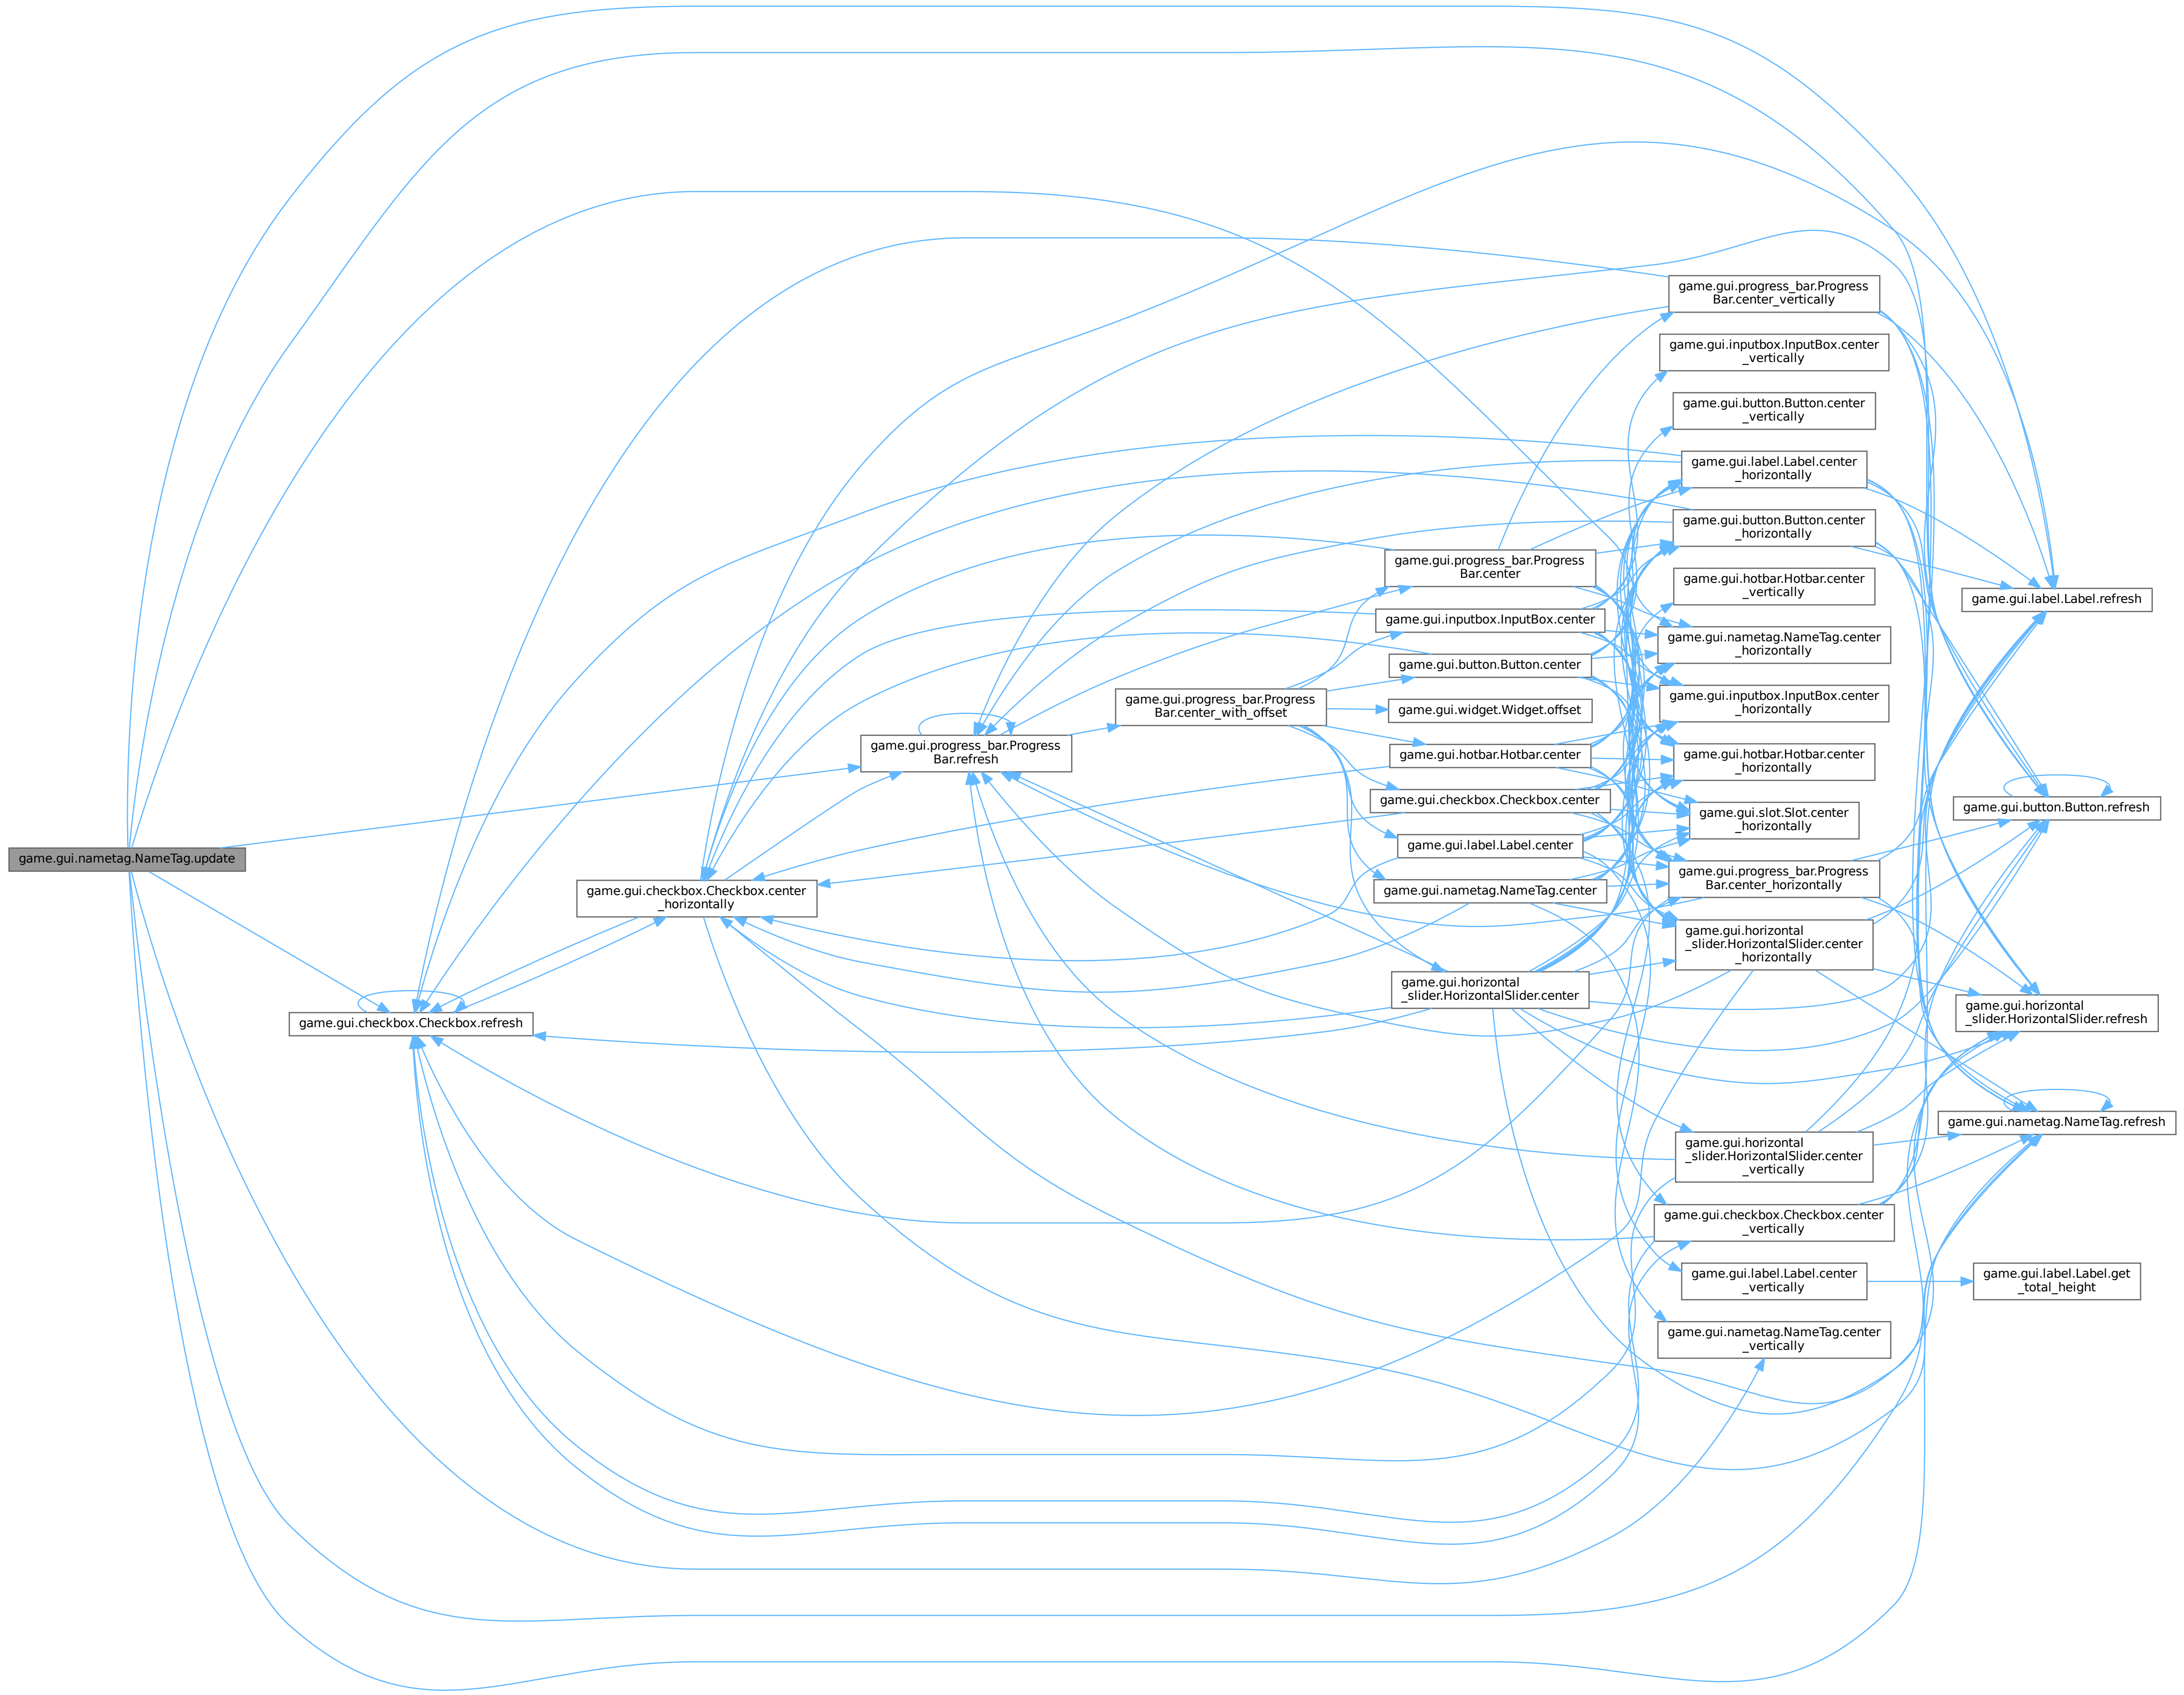 game.gui.nametag.NameTag.update
game.gui.checkbox.Checkbox.refresh
game.gui.checkbox.Checkbox.center
_horizontally
game.gui.progress_bar.Progress
Bar.refresh
game.gui.progress_bar.Progress
Bar.center_with_offset
game.gui.progress_bar.Progress
Bar.center
game.gui.inputbox.InputBox.center
game.gui.button.Button.center
game.gui.widget.Widget.offset
game.gui.hotbar.Hotbar.center
game.gui.checkbox.Checkbox.center
game.gui.label.Label.center
game.gui.nametag.NameTag.center
game.gui.horizontal
_slider.HorizontalSlider.center
game.gui.progress_bar.Progress
Bar.center_vertically
game.gui.inputbox.InputBox.center
_vertically
game.gui.button.Button.center
_vertically
game.gui.label.Label.center
_horizontally
game.gui.button.Button.center
_horizontally
game.gui.hotbar.Hotbar.center
_vertically
game.gui.nametag.NameTag.center
_horizontally
game.gui.inputbox.InputBox.center
_horizontally
game.gui.hotbar.Hotbar.center
_horizontally
game.gui.slot.Slot.center
_horizontally
game.gui.progress_bar.Progress
Bar.center_horizontally
game.gui.horizontal
_slider.HorizontalSlider.center
_horizontally
game.gui.horizontal
_slider.HorizontalSlider.center
_vertically
game.gui.checkbox.Checkbox.center
_vertically
game.gui.label.Label.center
_vertically
game.gui.nametag.NameTag.center
_vertically
game.gui.label.Label.refresh
game.gui.button.Button.refresh
game.gui.horizontal
_slider.HorizontalSlider.refresh
game.gui.nametag.NameTag.refresh
game.gui.label.Label.get
_total_height